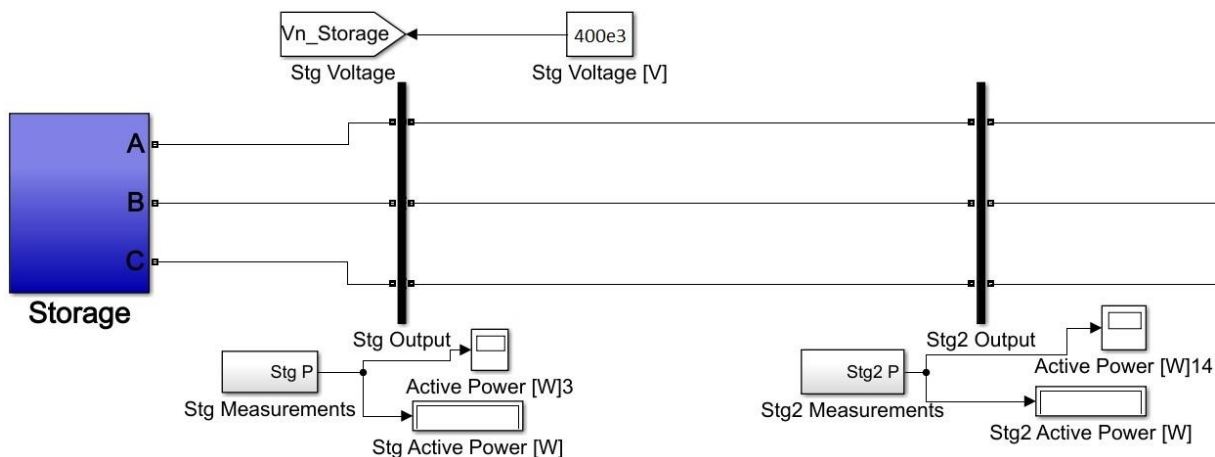 Vn_Storage
400e3
Stg Voltage
Stg Voltage [V]
A
B
C
Storage
Stg Output
Stg2 Output
Stg P
Active Power [W]3
Stg Measurements
Stg Active Power [W]
Stg2 P
Active Power [W]14
Stg2 Measurements
Stg2 Active Power [W]